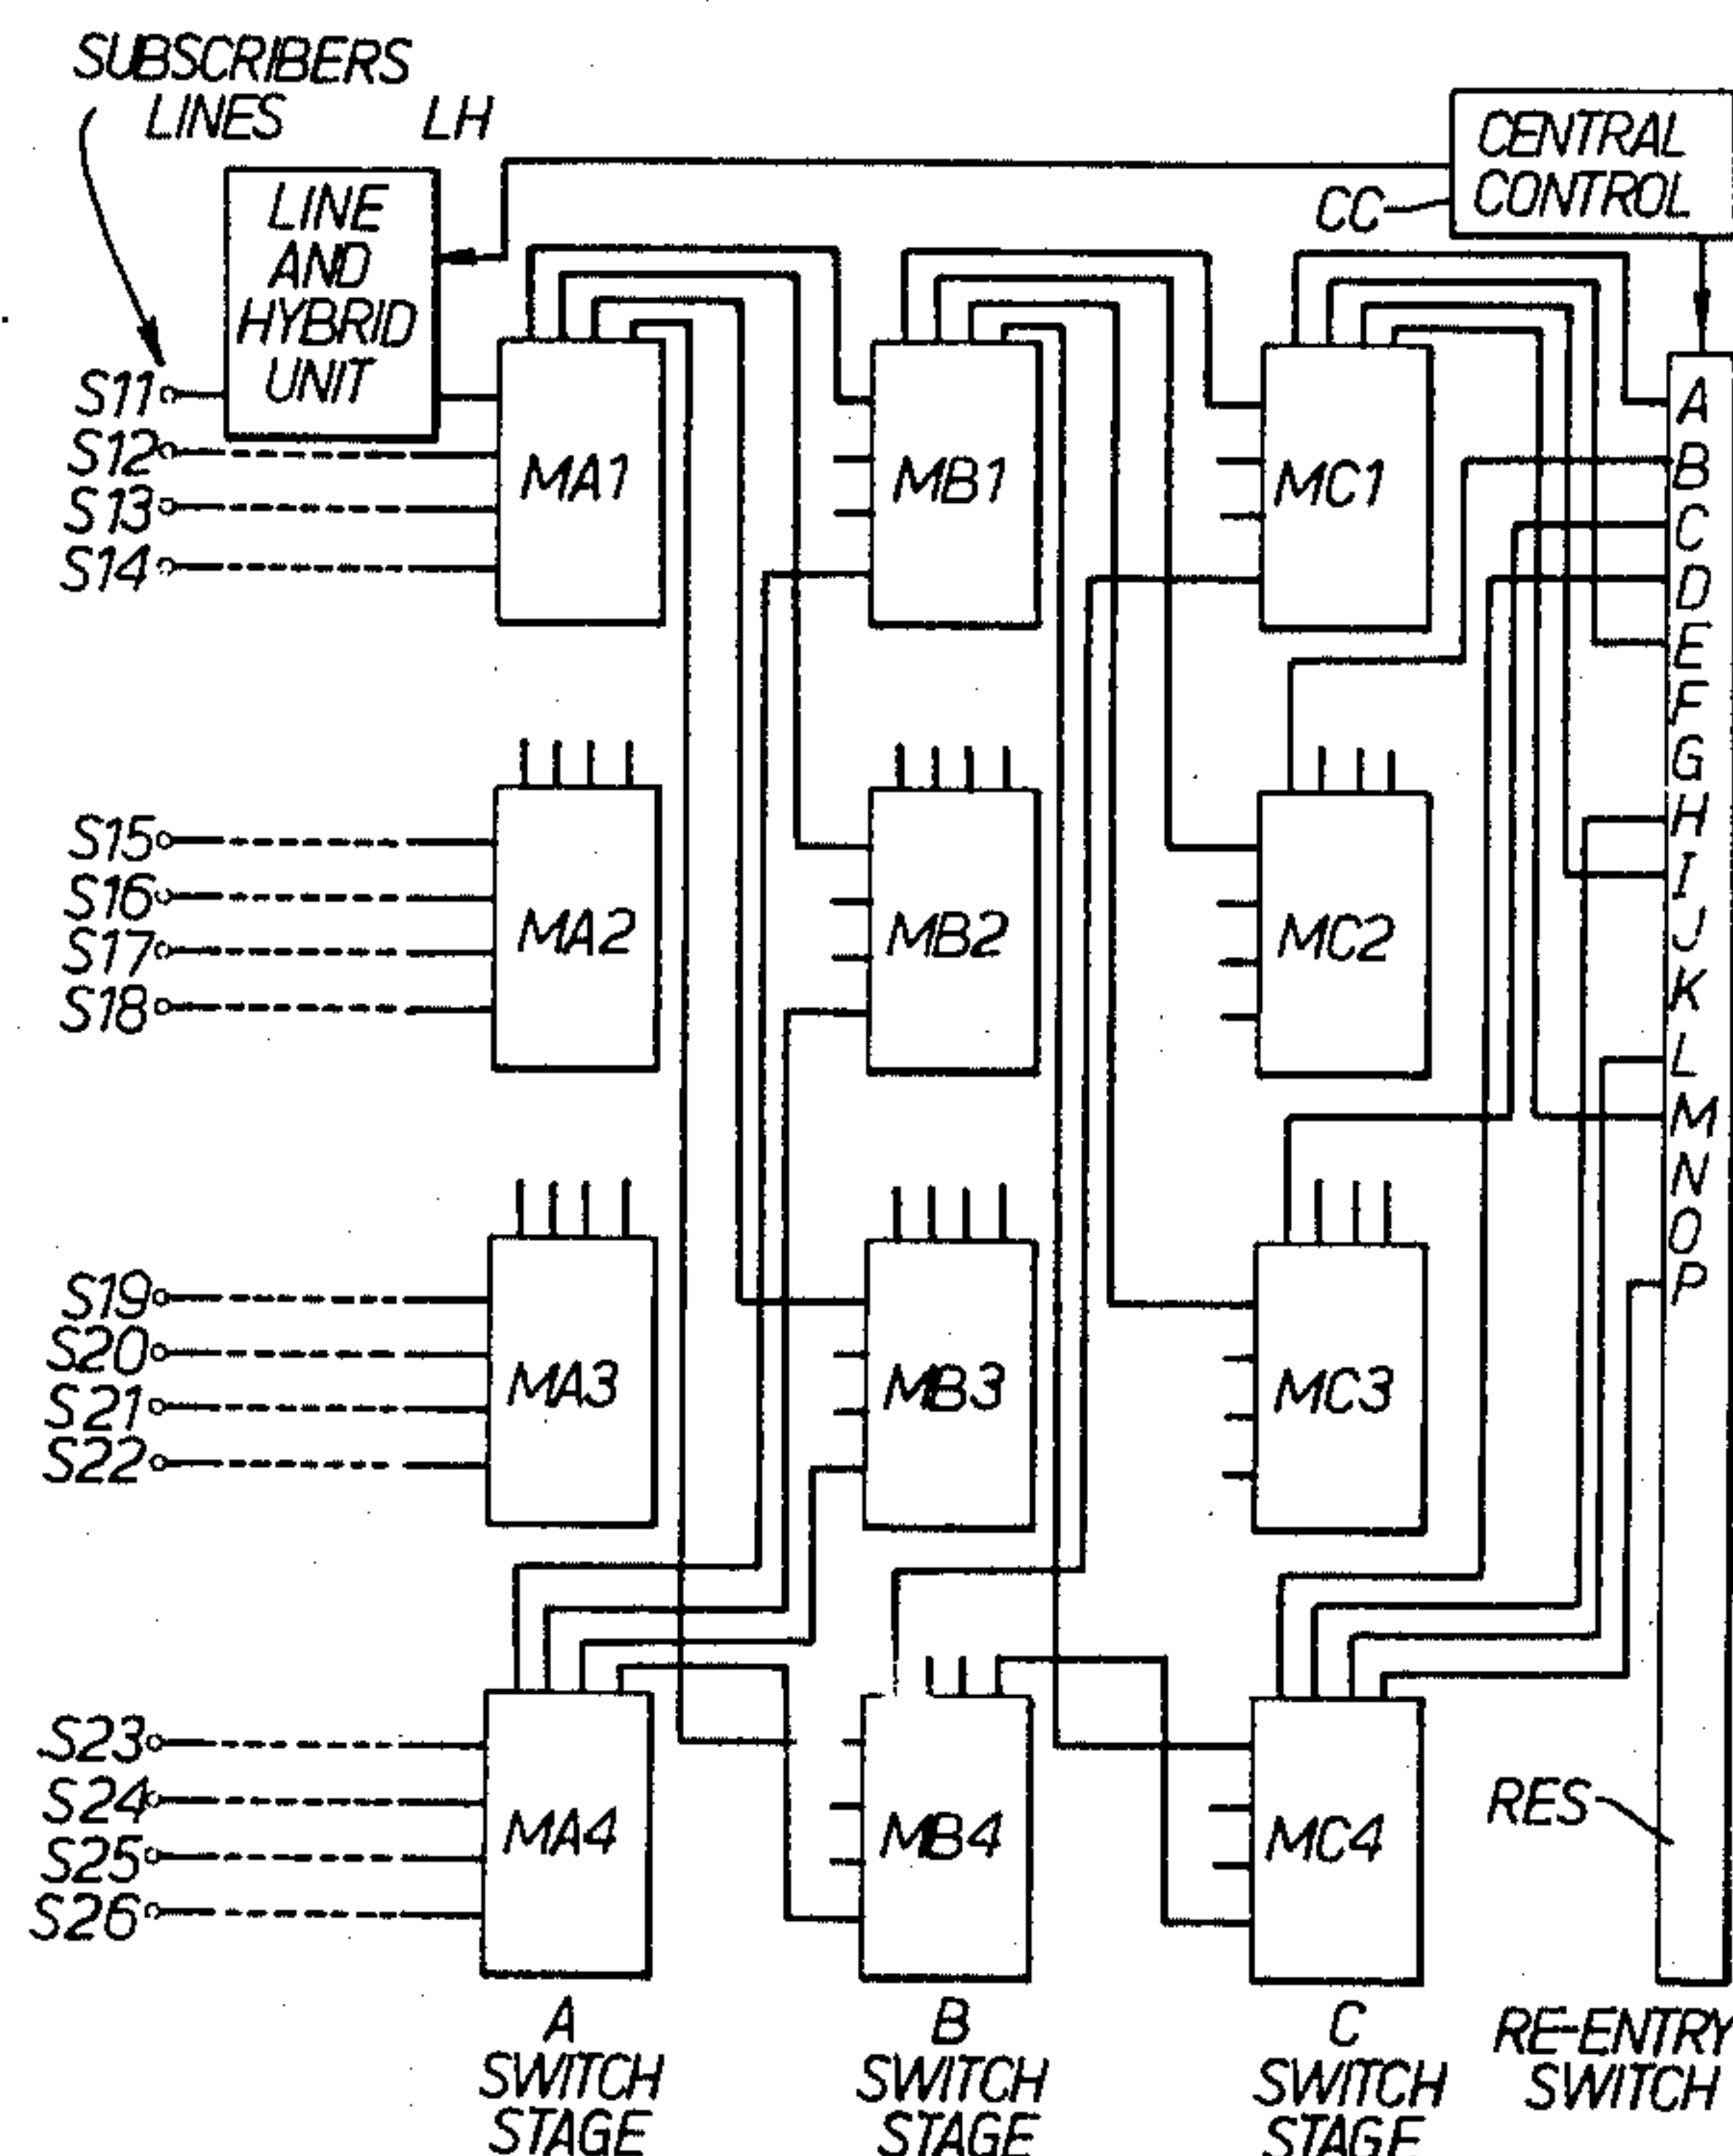 SUBSCRIBERS
LINES
LH
CENTRAL
CONTROL
CC
LINE
AND
HYBRID
UNIT
S11
S12
S13
S14
MA1
MB1
MC1
A
B
C
D
E
F
G
H
I
J
K
L
M
N
O
P
S15
S16
S17
S18
MA2
MB2
MC2
S19
S20
S21
S22
MA3
MB3
MC3
S23
S24
S25
S26
MA4
MB4
MC4
RES
A
SWITCH
STAGE
B
SWITCH
STAGE
C
SWITCH
STAGE
RE-ENTRY
SWITCH